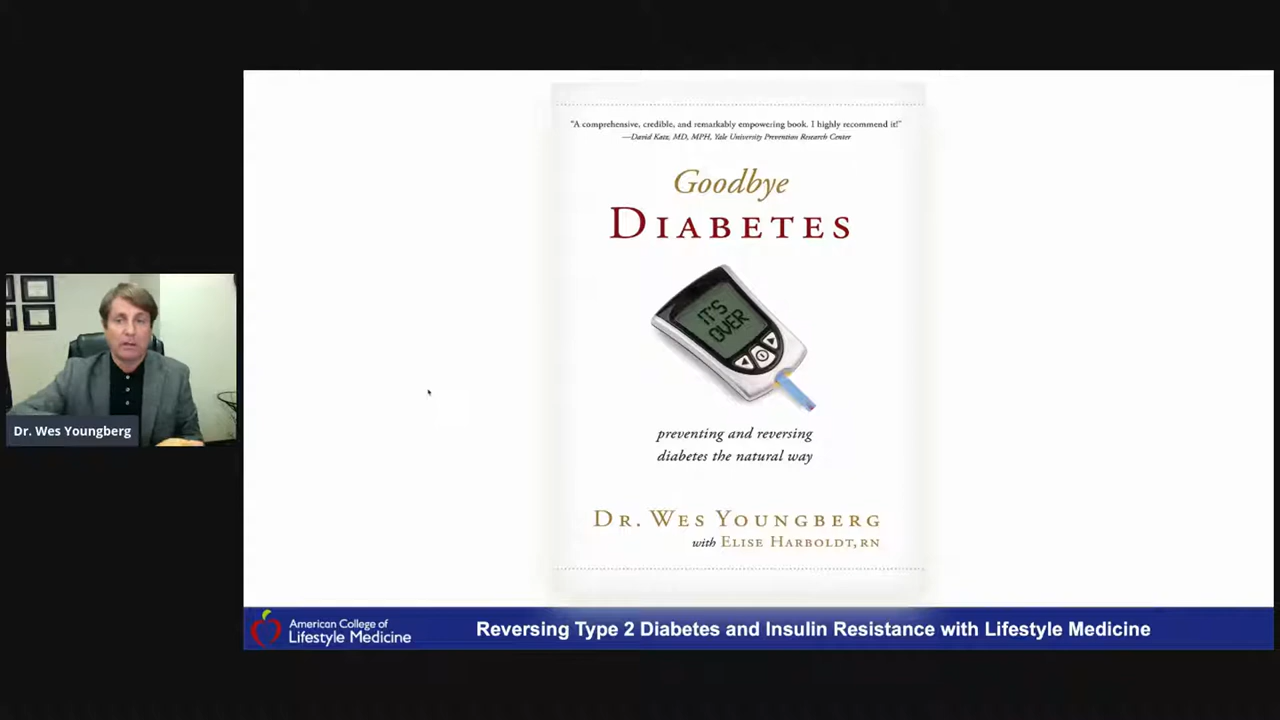 "A comprehensive, credible, and remarkably empowering book. I highly recommend it!"
—David Katz, MD, MPH, Yale University Prevention Research Center
Goodbye
DIABETES
IT'S
OVER
preventing and reversing
diabetes the natural way
DR. WES YOUNGBERG
with ELISE HARBOLDT, RN
Dr. Wes Youngberg
American College of
Lifestyle Medicine
Reversing Type 2 Diabetes and Insulin Resistance with Lifestyle Medicine